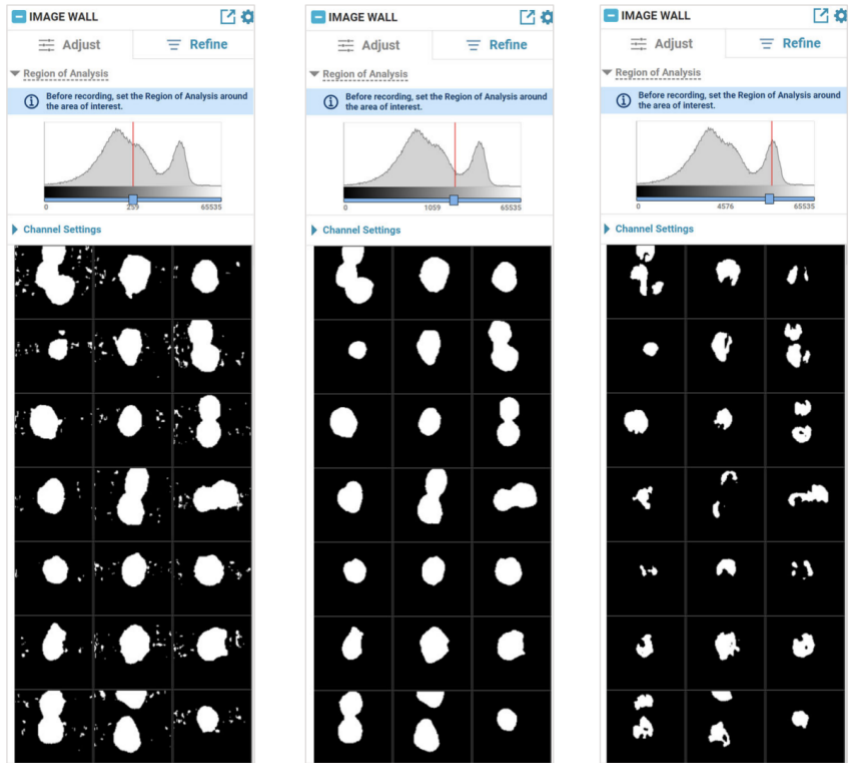 IMAGE WALL
Adjust
Refine
Region of Analysis
Before recording, set the Region of Analysis around
the area of interest.
0
239
65535
Channel Settings
IMAGE WALL
Adjust
Refine
Region of Analysis
Before recording, set the Region of Analysis around
the area of interest.
0
1059
65535
Channel Settings
IMAGE WALL
Adjust
Refine
Region of Analysis
Before recording, set the Region of Analysis around
the area of interest.
0
4576
65535
Channel Settings